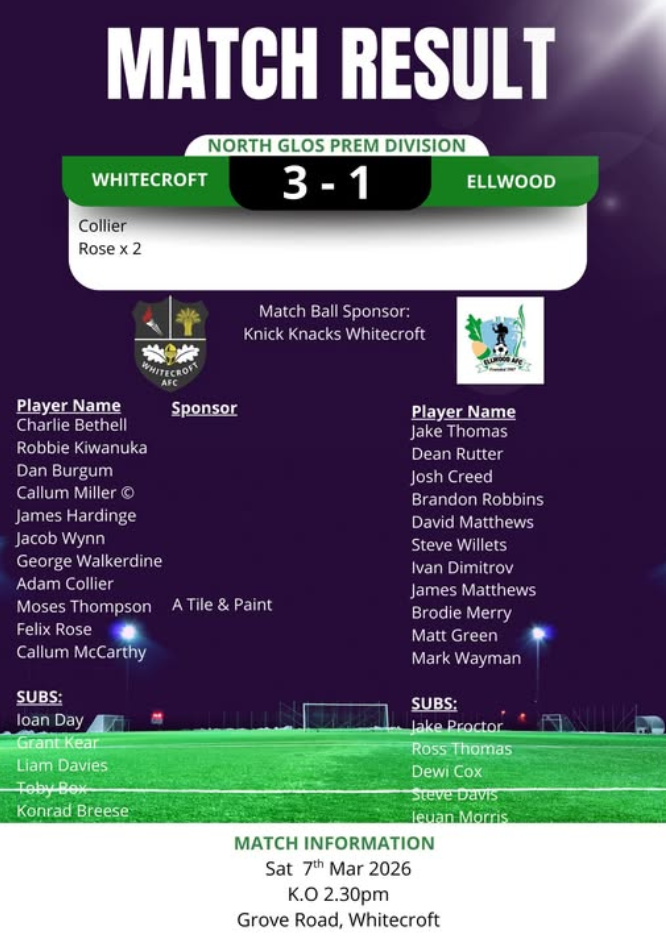 MATCH RESULT
NORTH GLOS PREM DIVISION
WHITECROFT 3 - 1 ELLWOOD
Collier
Rose x 2
Match Ball Sponsor:
Knick Knacks Whitecroft
WHITECROFT
AFC
ELLWOOD AFC
Player Name Sponsor
Charlie Bethell
Robbie Kiwanuka
Dan Burgum
Callum Miller ©
James Hardinge
Jacob Wynn
George Walkerdine
Adam Collier
Moses Thompson A Tile & Paint
Felix Rose
Callum McCarthy
SUBS:
Ioan Day
Grant Kear
Liam Davies
Toby Box
Konrad Breese
Player Name
Jake Thomas
Dean Rutter
Josh Creed
Brandon Robbins
David Matthews
Steve Willets
Ivan Dimitrov
James Matthews
Brodie Merry
Matt Green
Mark Wayman
SUBS:
Jake Proctor
Ross Thomas
Dewi Cox
Steve Davis
Ieuan Morris
MATCH INFORMATION
Sat 7th Mar 2026
K.O 2.30pm
Grove Road, Whitecroft